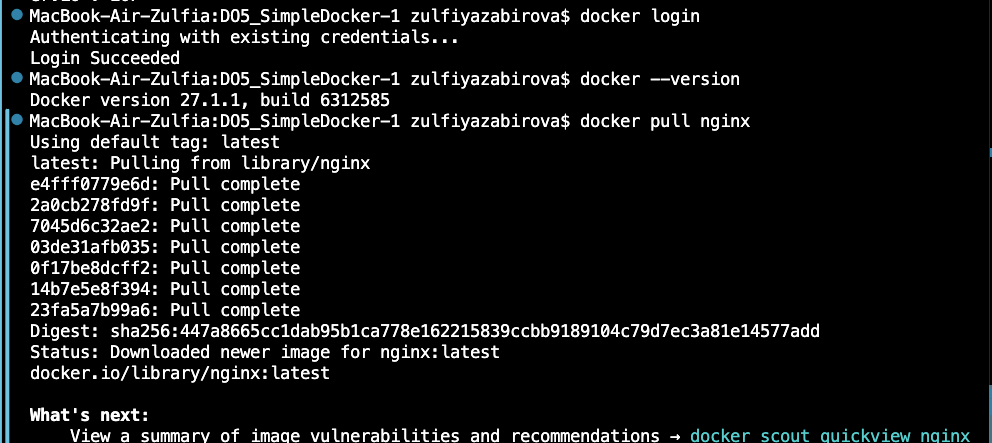 MacBook-Air-Zulfia:DO5_SimpleDocker-1 zulfiyazabirova$ docker login
Authenticating with existing credentials...
Login Succeeded
MacBook-Air-Zulfia:DO5_SimpleDocker-1 zulfiyazabirova$ docker --version
Docker version 27.1.1, build 6312585
MacBook-Air-Zulfia:DO5_SimpleDocker-1 zulfiyazabirova$ docker pull nginx
Using default tag: latest
latest: Pulling from library/nginx
e4fff0779e6d: Pull complete
2a0cb278fd9f: Pull complete
7045d6c32ae2: Pull complete
03de31afb035: Pull complete
0f17be8dcff2: Pull complete
14b7e5e8f394: Pull complete
23fa5a7b99a6: Pull complete
Digest: sha256:447a8665cc1dab95b1ca778e162215839ccbb9189104c79d7ec3a81e14577add
Status: Downloaded newer image for nginx:latest
docker.io/library/nginx:latest
What's next:
View a summary of image vulnerabilities and recommendations → docker scout quickview nginx